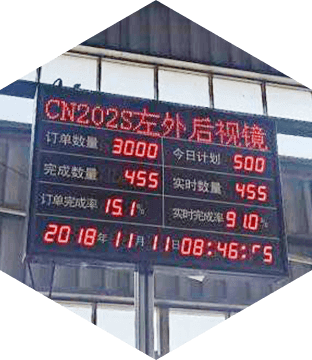 CN202S左外后视镜
订单数量 3000 今日计划 500
完成数量 455 实时数量 455
订单完成率 15.1% 实时完成率 91.0%
2018年11月11日08:46:55